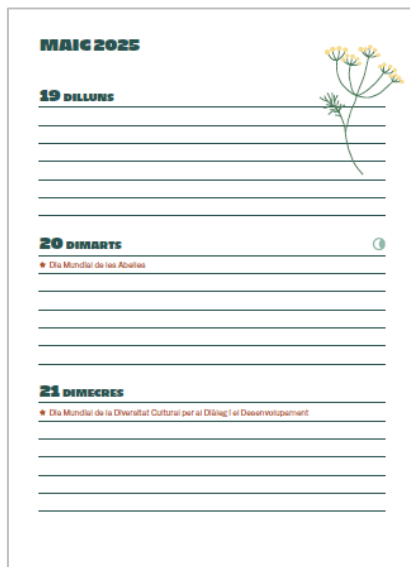 MAIG 2025
19 DILLUNS
20 DIMARTS
★ Dia Mundial de les Abelles
21 DIMECRES
★ Dia Mundial de la Diversitat Cultural per al Diàleg i el Desenvolupament